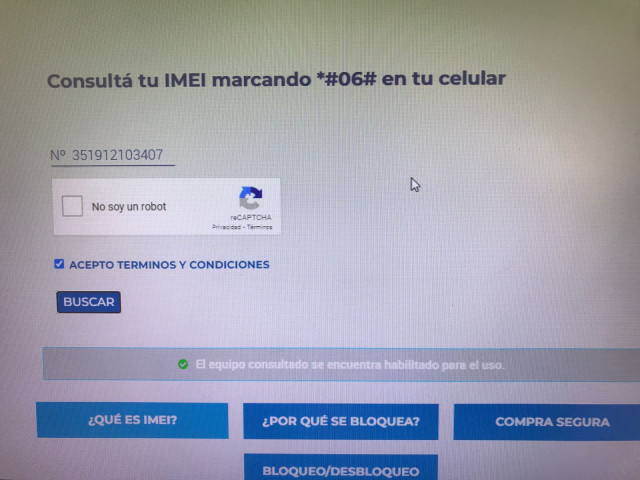 Consultá tu IMEI marcando *#06# en tu celular
Nº 351912103407
No soy un robot
reCAPTCHA
Privacidad - Términos
ACEPTO TERMINOS Y CONDICIONES
BUSCAR
El equipo consultado se encuentra habilitado para el uso.
¿QUÉ ES IMEI?
¿POR QUÉ SE BLOQUEA?
COMPRA SEGURA
BLOQUEO/DESBLOQUEO